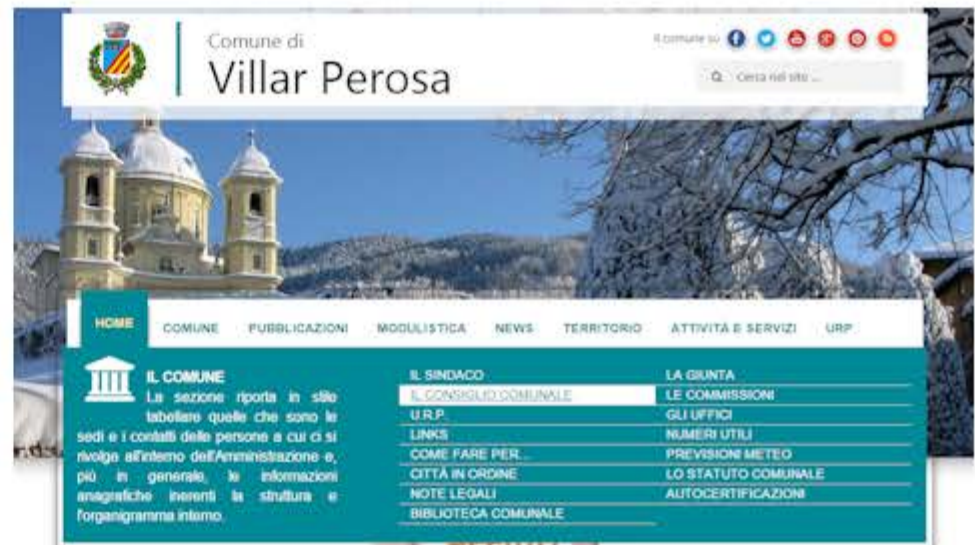 Comune di
Villar Perosa
Il comune su
Cerca nel sito ...
HOME COMUNE PUBBLICAZIONI MODULISTICA NEWS TERRITORIO ATTIVITÀ E SERVIZI URP
IL COMUNE
La sezione riporta in stile
tabellare quelle che sono le
sedi e i contatti delle persone a cui ci si
rivolge all'interno dell'Amministrazione e,
più in generale, le informazioni
anagrafiche inerenti la struttura e
l'organigramma interno.
IL SINDACO
IL CONSIGLIO COMUNALE
U.R.P.
LINKS
COME FARE PER...
CITTÀ IN ORDINE
NOTE LEGALI
BIBLIOTECA COMUNALE
LA GIUNTA
LE COMMISSIONI
GLI UFFICI
NUMERI UTILI
PREVISIONI METEO
LO STATUTO COMUNALE
AUTOCERTIFICAZIONI